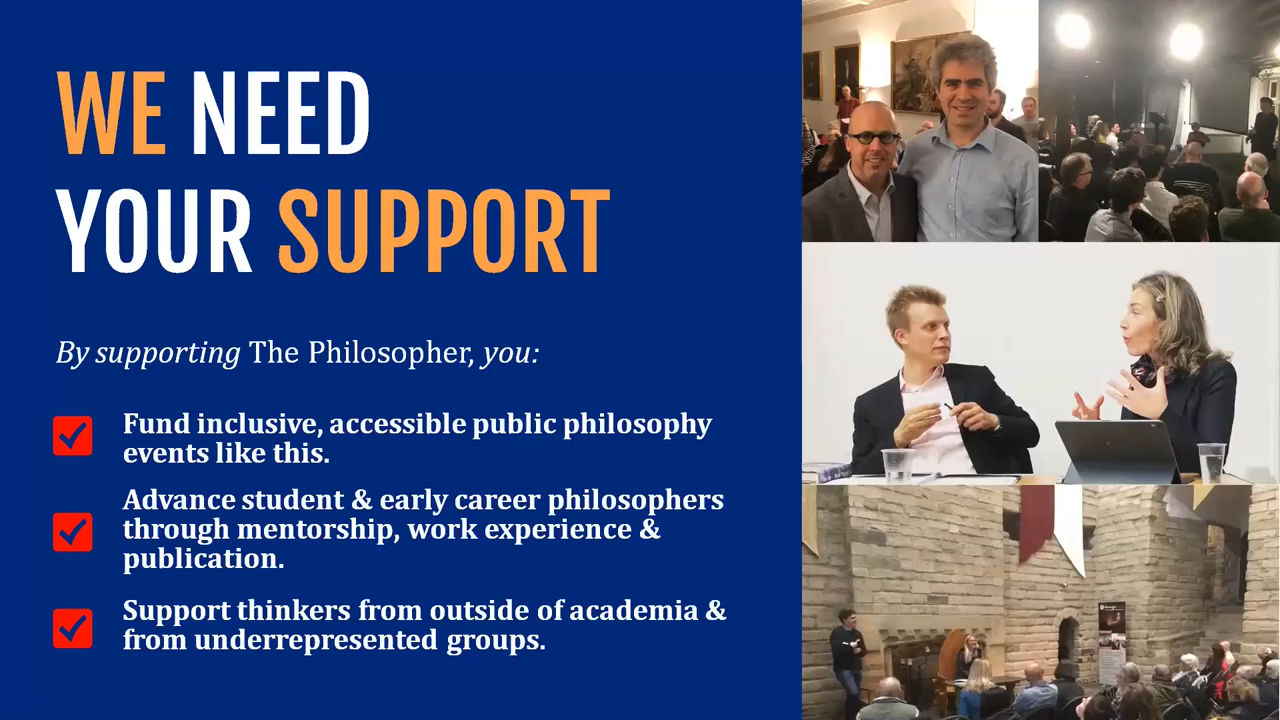 WE NEED
YOUR SUPPORT
By supporting The Philosopher, you:
Fund inclusive, accessible public philosophy
events like this.
Advance student & early career philosophers
through mentorship, work experience &
publication.
Support thinkers from outside of academia &
from underrepresented groups.